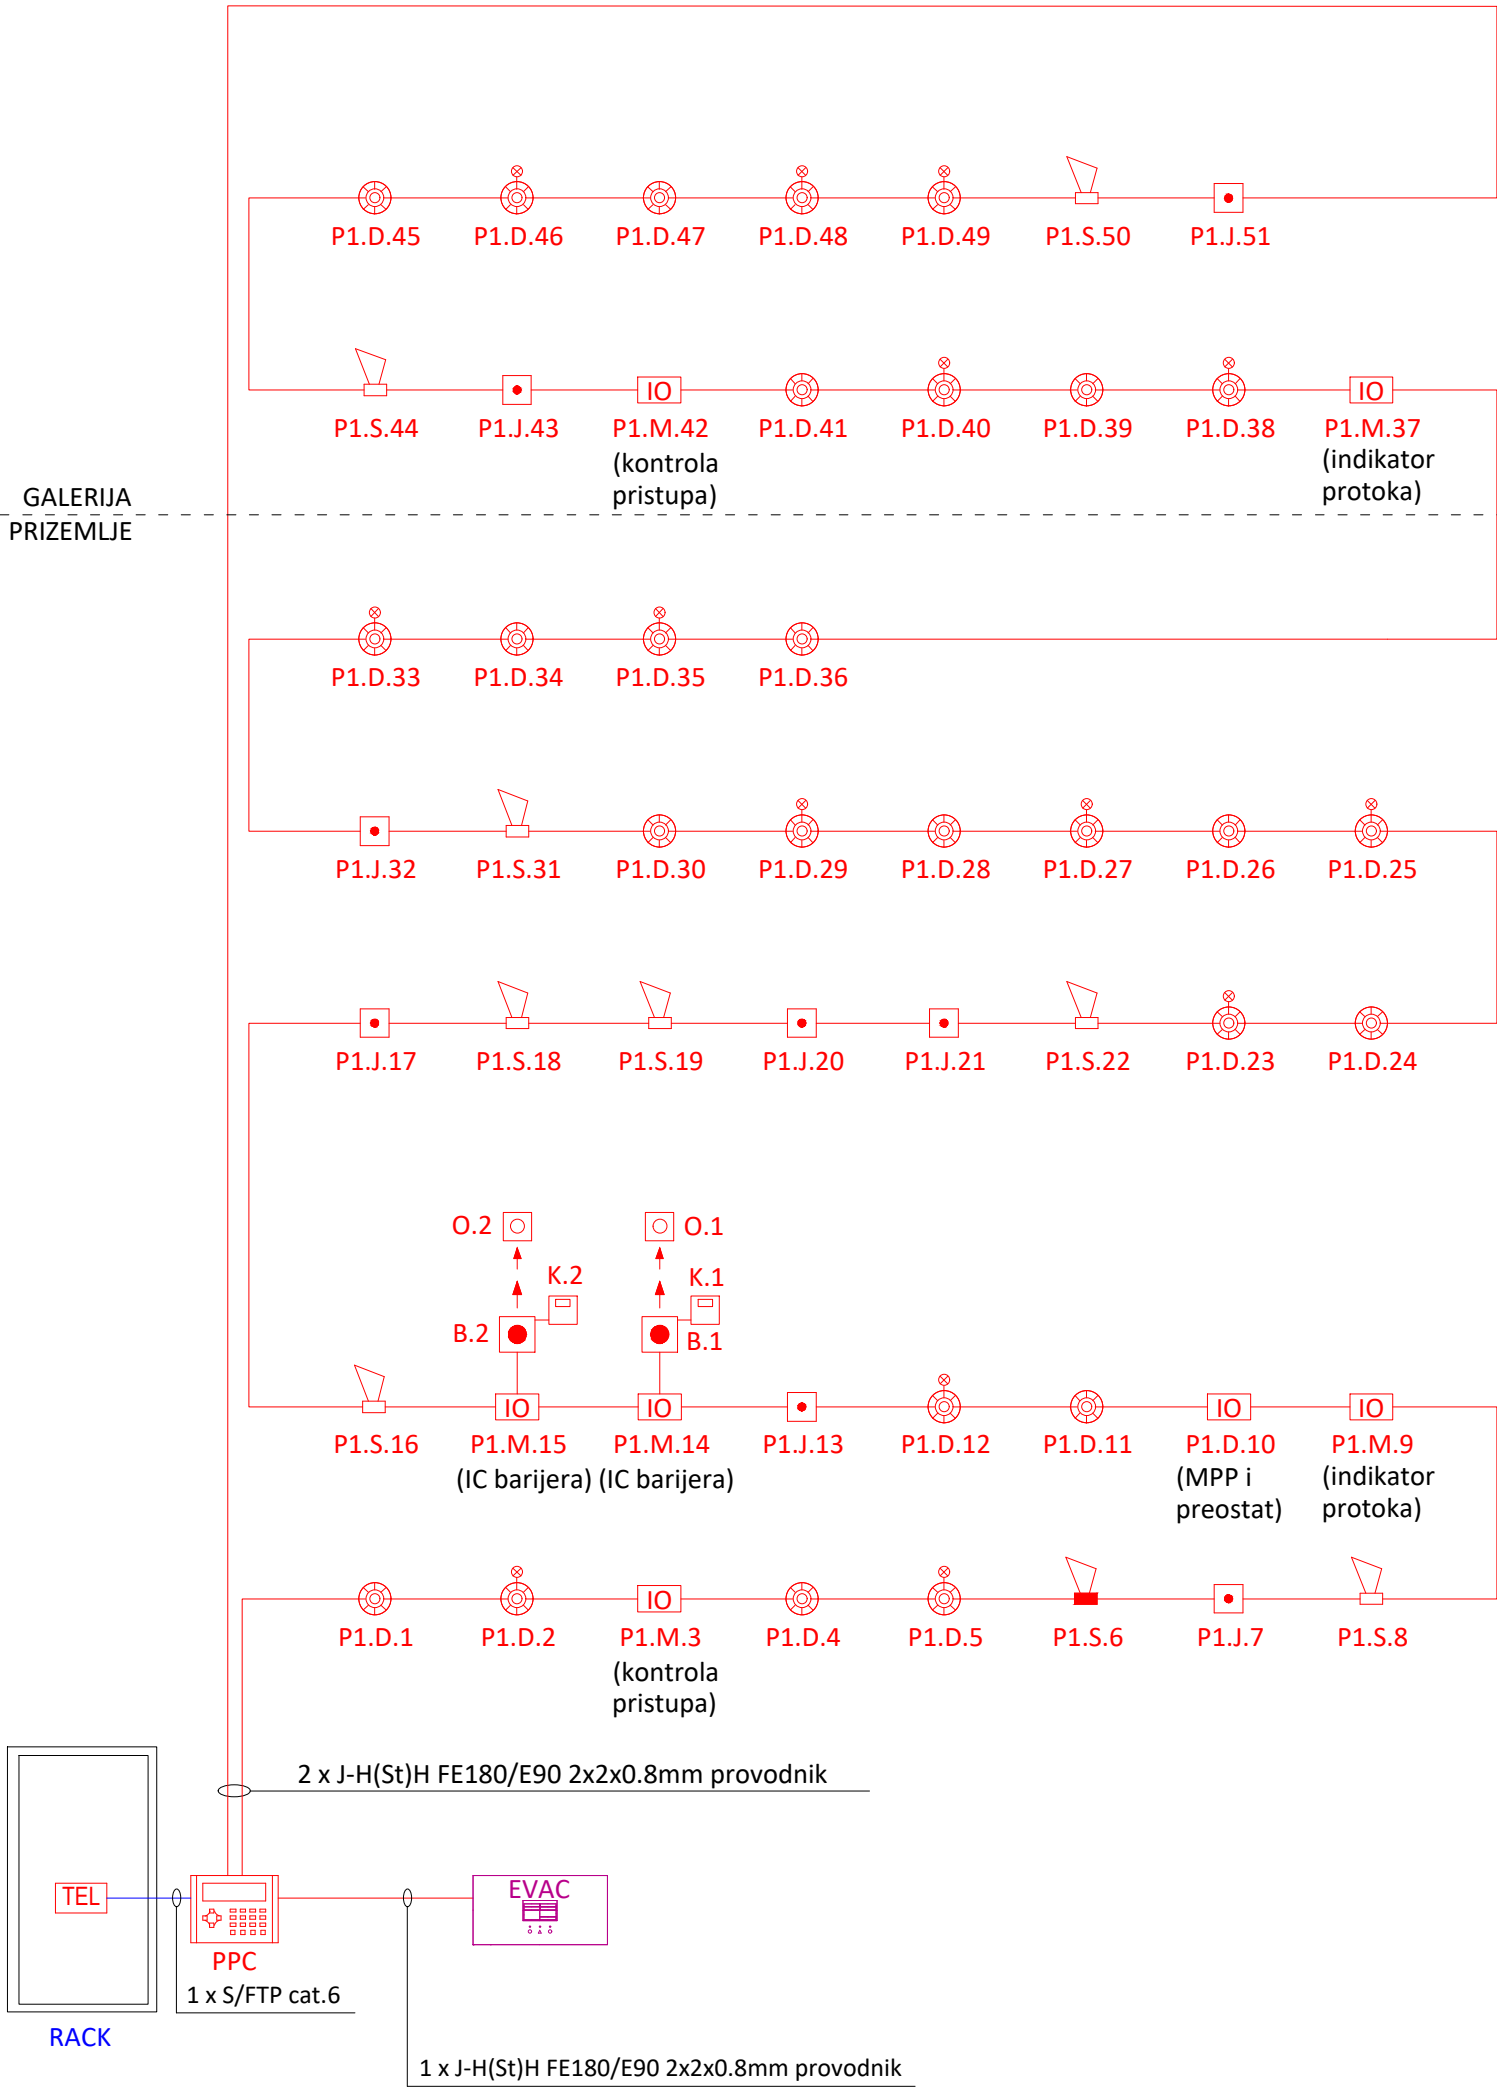 P1.D.45 P1.D.46 P1.D.47 P1.D.48 P1.D.49 P1.S.50 P1.J.51
IO IO
P1.S.44 P1.J.43 P1.M.42 P1.D.41 P1.D.40 P1.D.39 P1.D.38 P1.M.37
(kontrola (indikator
pristupa) protoka)
GALERIJA
PRIZEMLJE
P1.D.33 P1.D.34 P1.D.35 P1.D.36
P1.J.32 P1.S.31 P1.D.30 P1.D.29 P1.D.28 P1.D.27 P1.D.26 P1.D.25
P1.J.17 P1.S.18 P1.S.19 P1.J.20 P1.J.21 P1.S.22 P1.D.23 P1.D.24
O.2 O.1
K.2 K.1
B.2 B.1
IO IO IO IO
P1.S.16 P1.M.15 P1.M.14 P1.J.13 P1.D.12 P1.D.11 P1.D.10 P1.M.9
(IC barijera) (IC barijera) (MPP i (indikator
preostat) protoka)
IO
P1.D.1 P1.D.2 P1.M.3 P1.D.4 P1.D.5 P1.S.6 P1.J.7 P1.S.8
(kontrola
pristupa)
2 x J-H(St)H FE180/E90 2x2x0.8mm provodnik
TEL EVAC
PPC
1 x S/FTP cat.6
RACK
1 x J-H(St)H FE180/E90 2x2x0.8mm provodnik